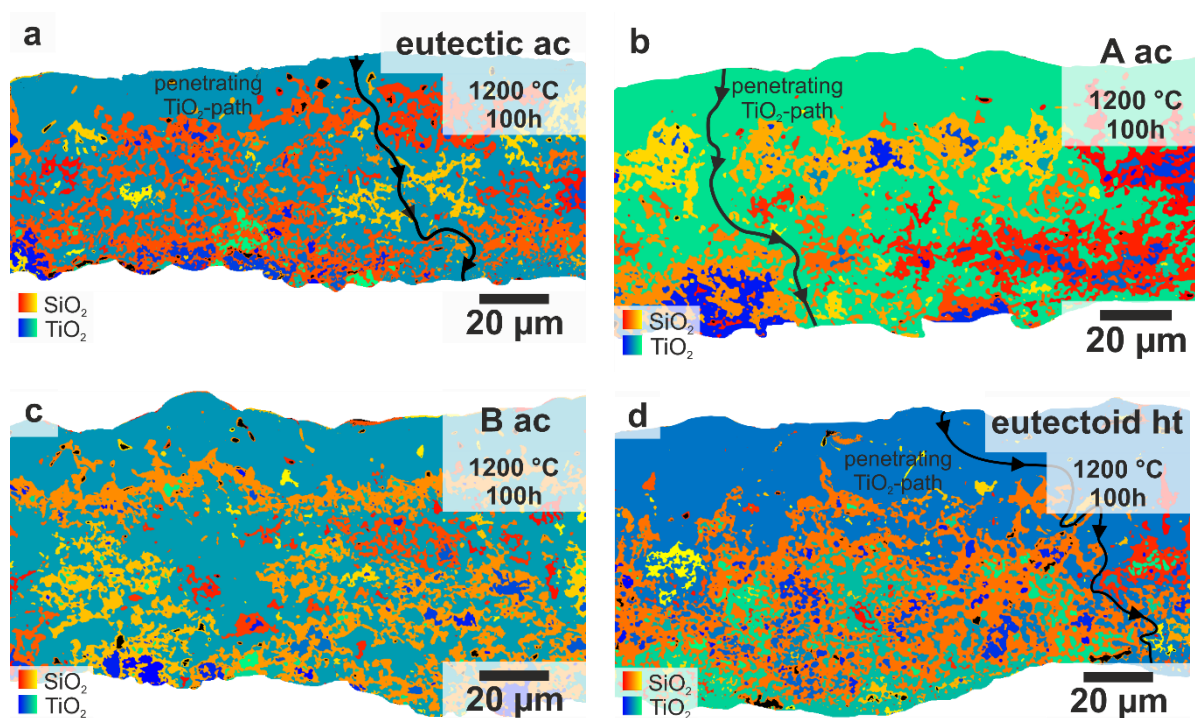 a
eutectic ac
1200 °C
100h
penetrating
TiO₂-path
SiO₂
TiO₂
20 µm
b
A ac
1200 °C
100h
penetrating
TiO₂-path
SiO₂
TiO₂
20 µm
c
B ac
1200 °C
100h
SiO₂
TiO₂
20 µm
d
eutectoid ht
1200 °C
100h
penetrating
TiO₂-path
SiO₂
TiO₂
20 µm